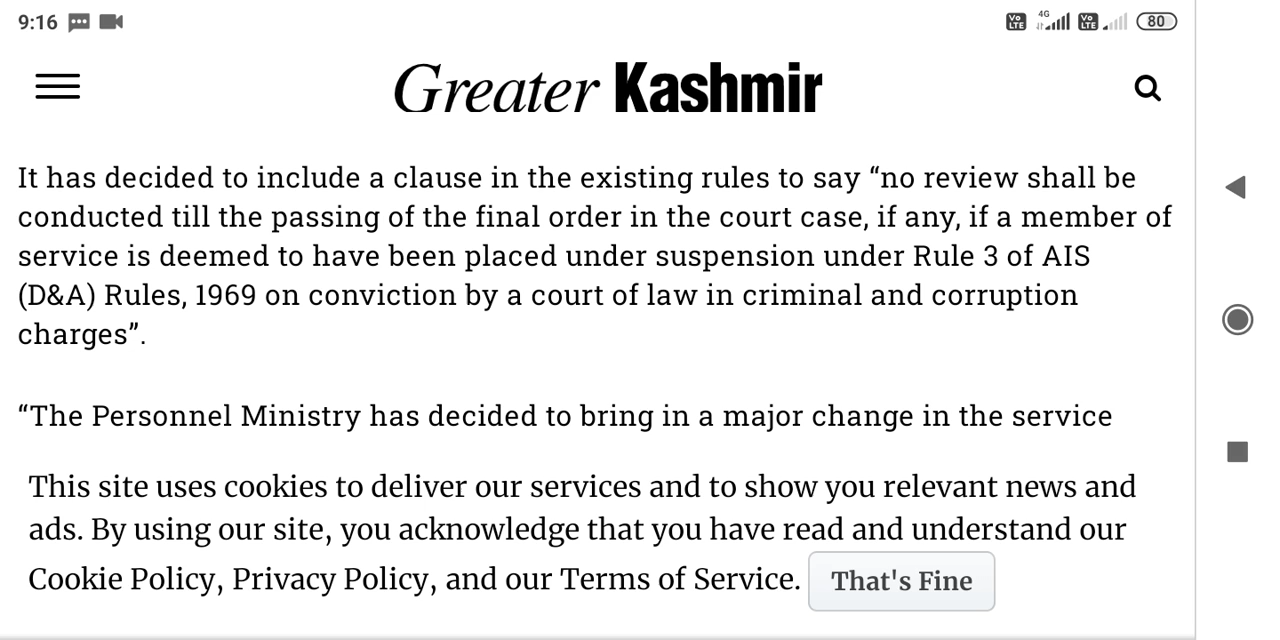 9:16
Vo LTE 4G Vo LTE 80
Greater Kashmir
It has decided to include a clause in the existing rules to say “no review shall be
conducted till the passing of the final order in the court case, if any, if a member of
service is deemed to have been placed under suspension under Rule 3 of AIS
(D&A) Rules, 1969 on conviction by a court of law in criminal and corruption
charges”.
“The Personnel Ministry has decided to bring in a major change in the service
This site uses cookies to deliver our services and to show you relevant news and
ads. By using our site, you acknowledge that you have read and understand our
Cookie Policy, Privacy Policy, and our Terms of Service. That's Fine